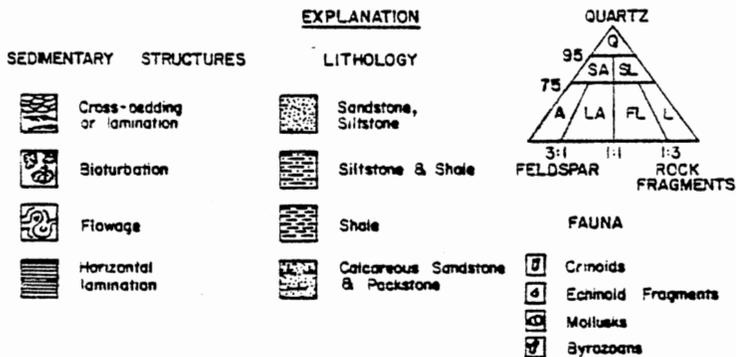 EXPLANATION
SEDIMENTARY STRUCTURES
Cross-bedding
or lamination
Bioturbation
Flowage
Horizontal
lamination
LITHOLOGY
Sandstone,
Siltstone
Siltstone & Shale
Shale
Calcareous Sandstone
& Packstone
QUARTZ
Q
95
SA SL
75
A LA FL L
3:1 1:1 1:3
FELDSPAR ROCK
FRAGMENTS
FAUNA
Crinoids
Echinoid Fragments
Mollusks
Byrozoans